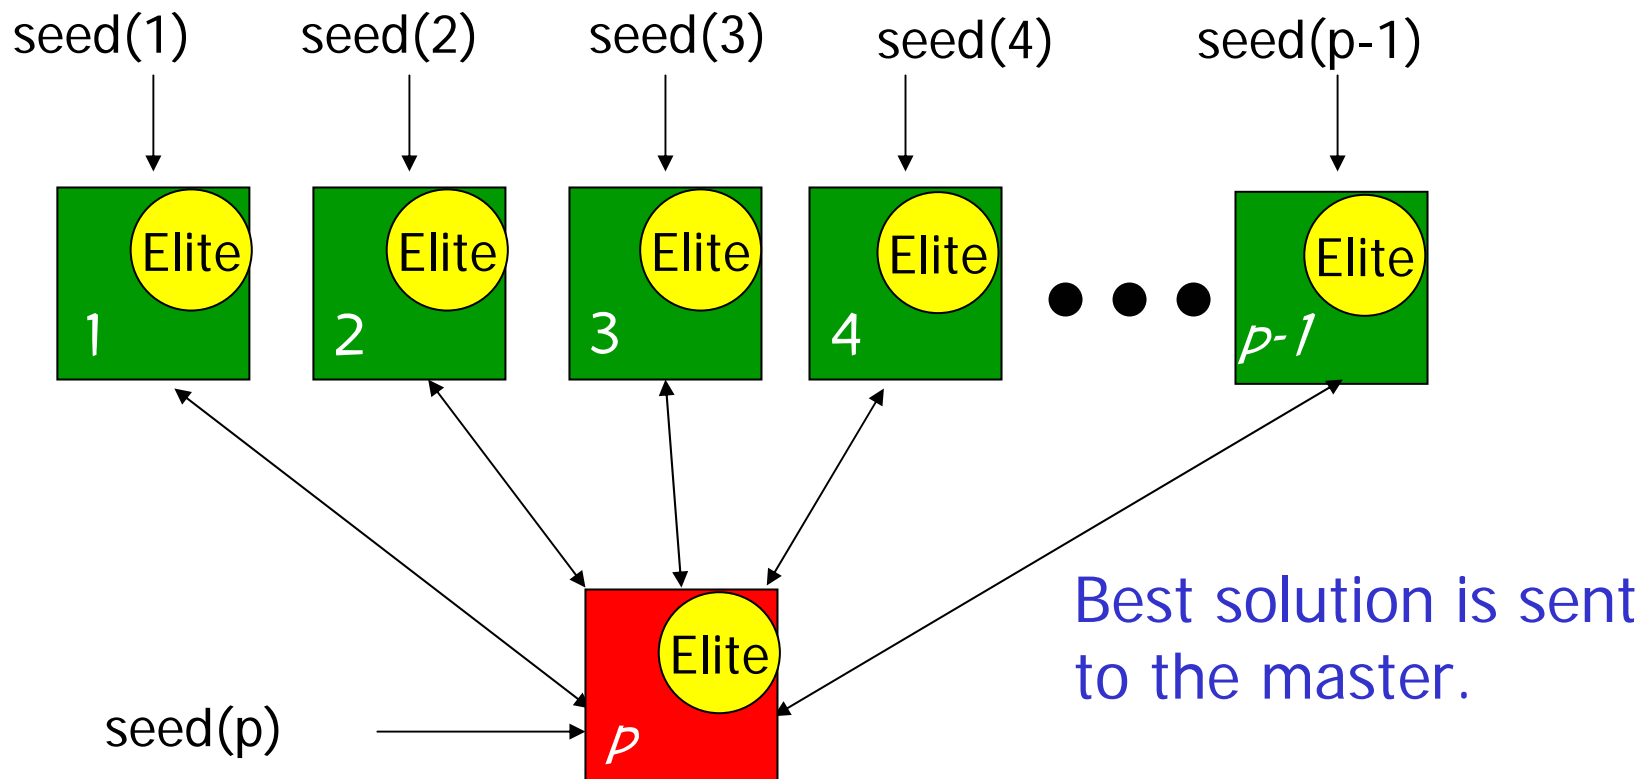 seed(1) seed(2) seed(3) seed(4) seed(p-1)
Elite Elite Elite Elite Elite
1 2 3 4 p-1
Best solution is sent
to the master.
Elite
seed(p)
p